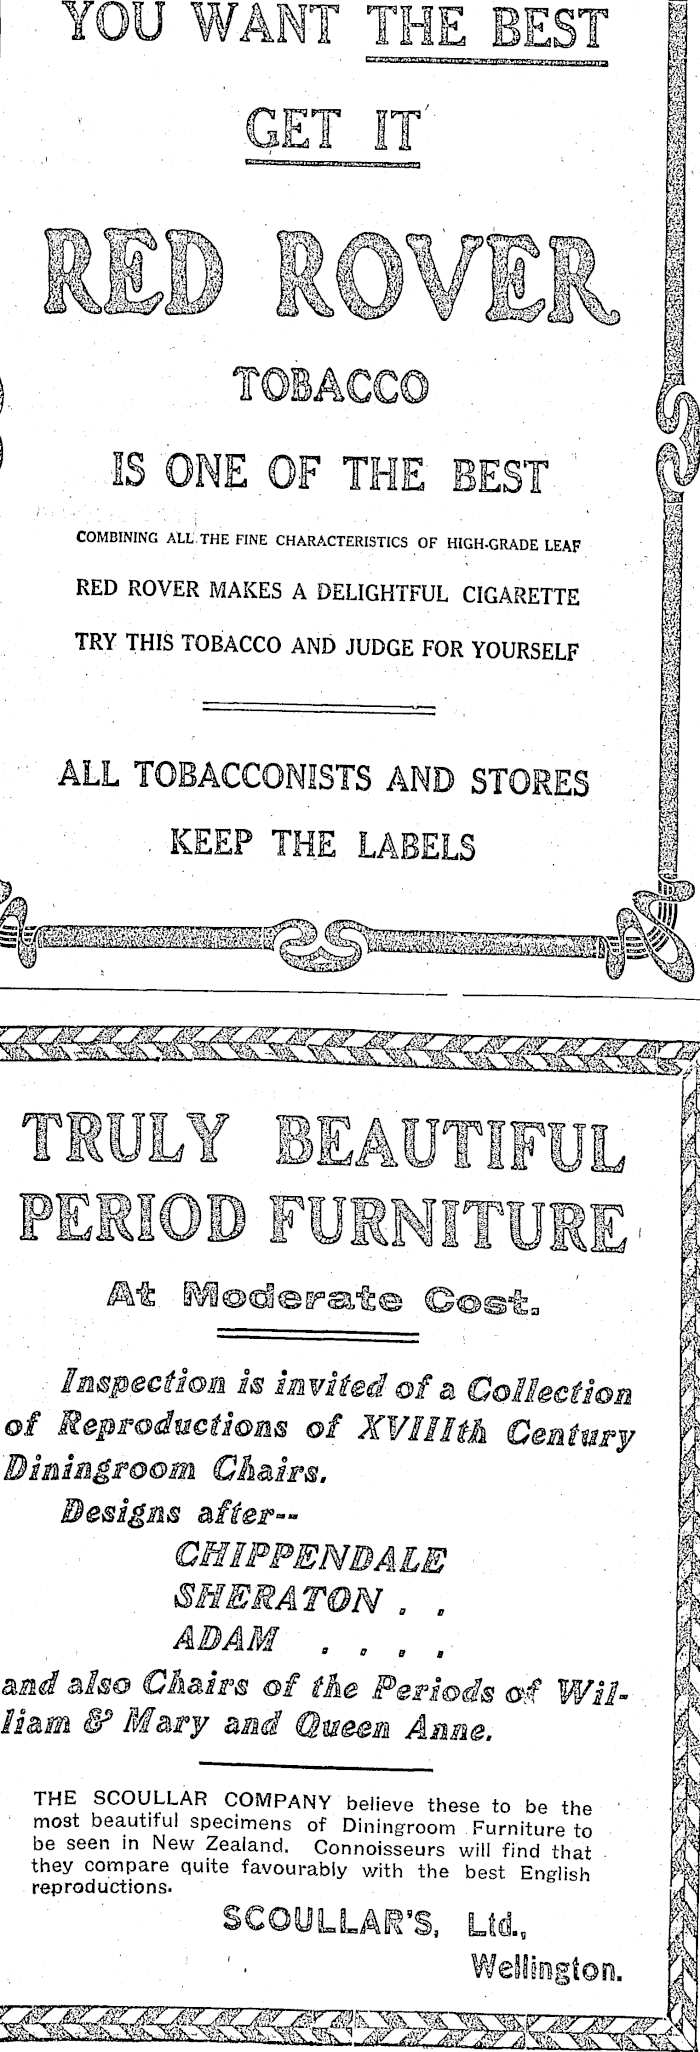 YOU WANT THE BEST
GET IT
RED ROVER
TOBACCO
IS ONE OF THE BEST
COMBINING ALL THE FINE CHARACTERISTICS OF HIGH-GRADE LEAF
RED ROVER MAKES A DELIGHTFUL CIGARETTE
TRY THIS TOBACCO AND JUDGE FOR YOURSELF
ALL TOBACCONISTS AND STORES
KEEP THE LABELS
TRULY BEAUTIFUL
PERIOD FURNITURE
At Moderate Cost.
Inspection is invited of a Collection
of Reproductions of XVIIIth Century
Diningroom Chairs.
Designs after--
CHIPPENDALE
SHERATON . .
ADAM . . . .
and also Chairs of the Periods of Wil-
liam & Mary and Queen Anne.
THE SCOULLAR COMPANY believe these to be the
most beautiful specimens of Diningroom Furniture to
be seen in New Zealand. Connoisseurs will find that
they compare quite favourably with the best English
reproductions.
SCOULLAR'S, Ltd.,
Wellington.